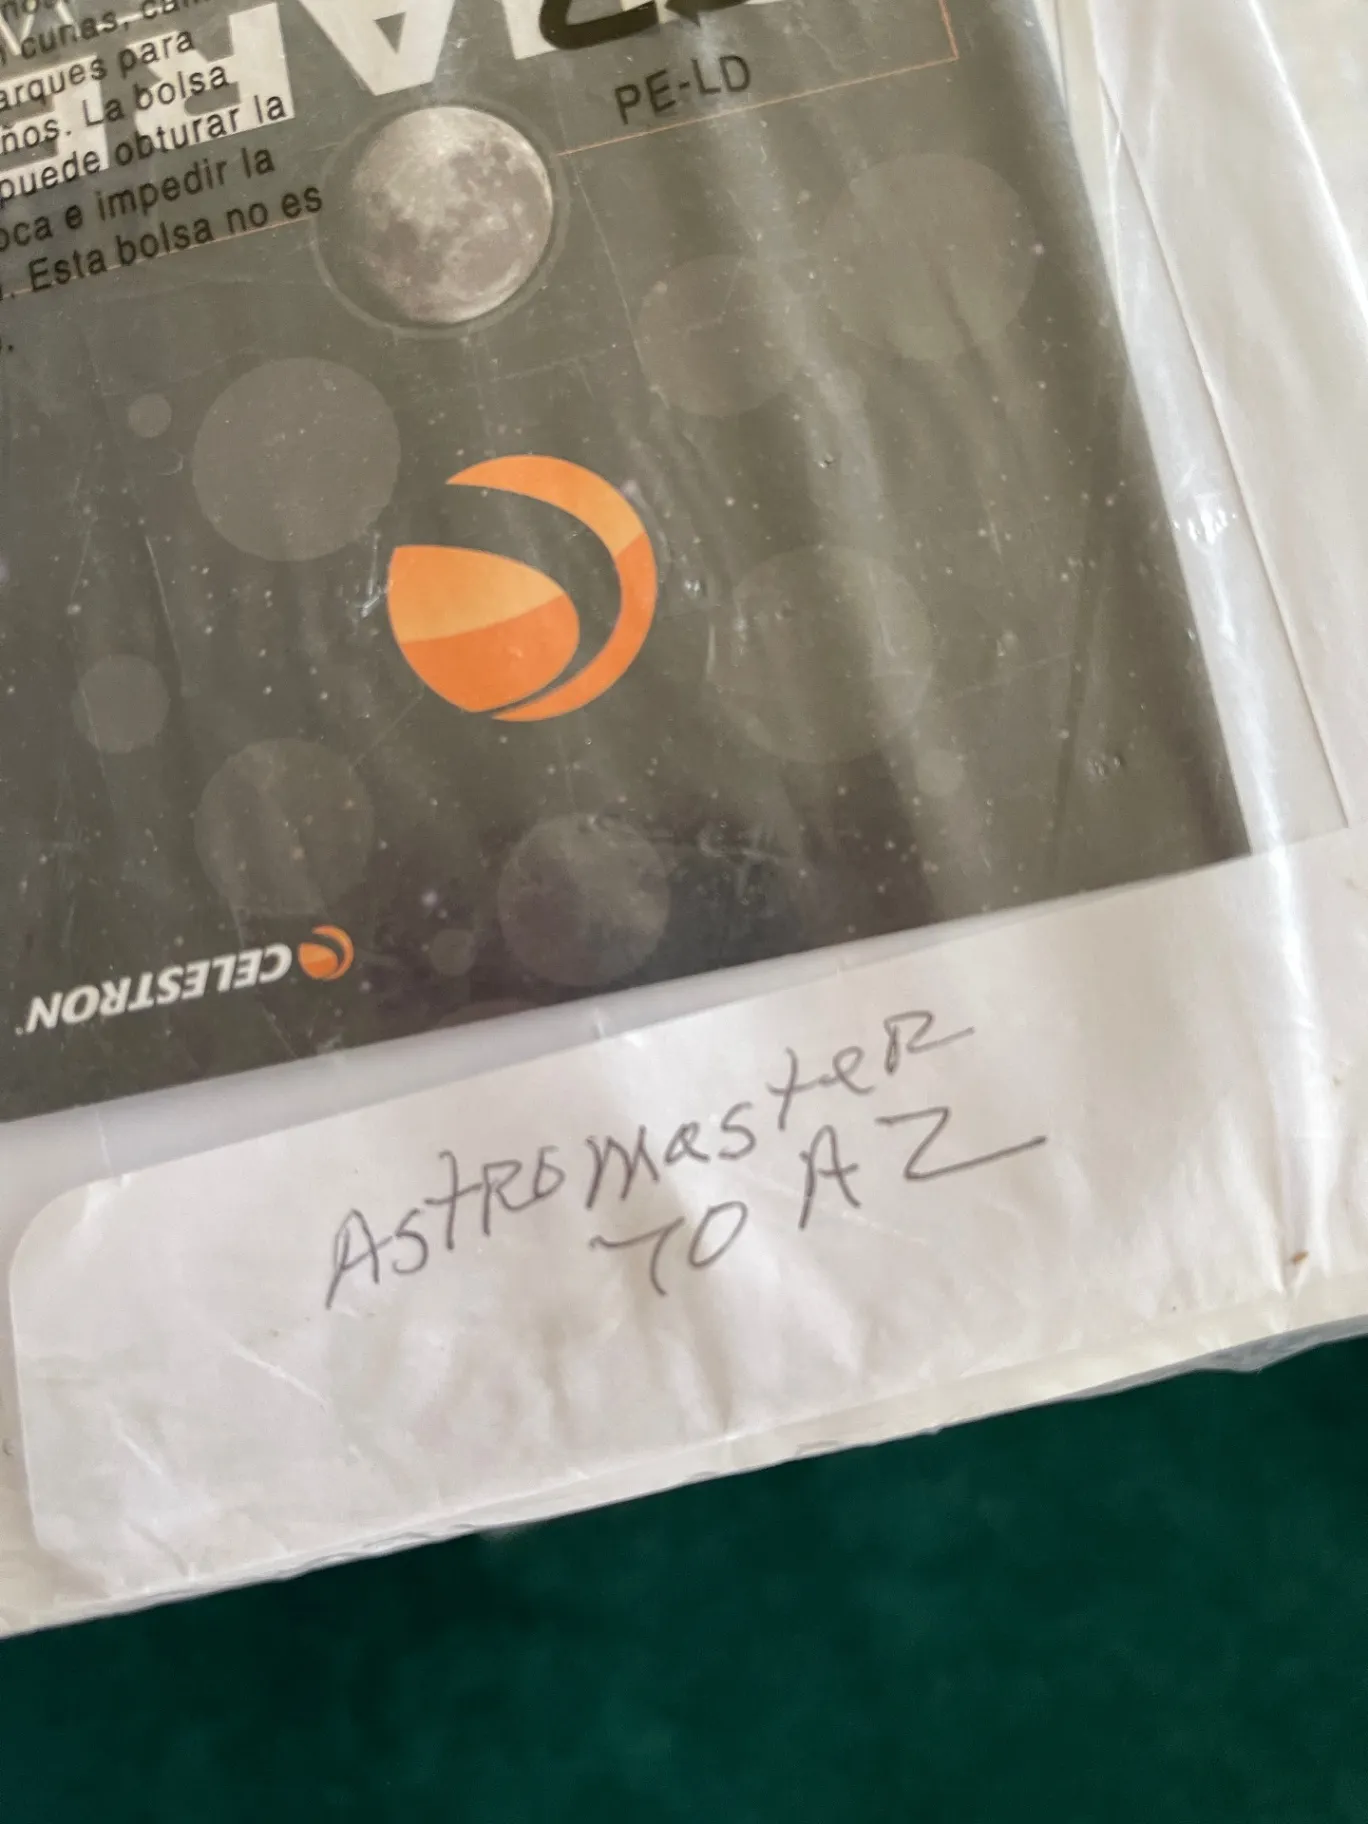 cunas,
arques para
ños. La bolsa
puede obturar la
oca e impedir la
. Esta bolsa no es
PE-LD
CELESTRON
AstROmasteR
70 AZ